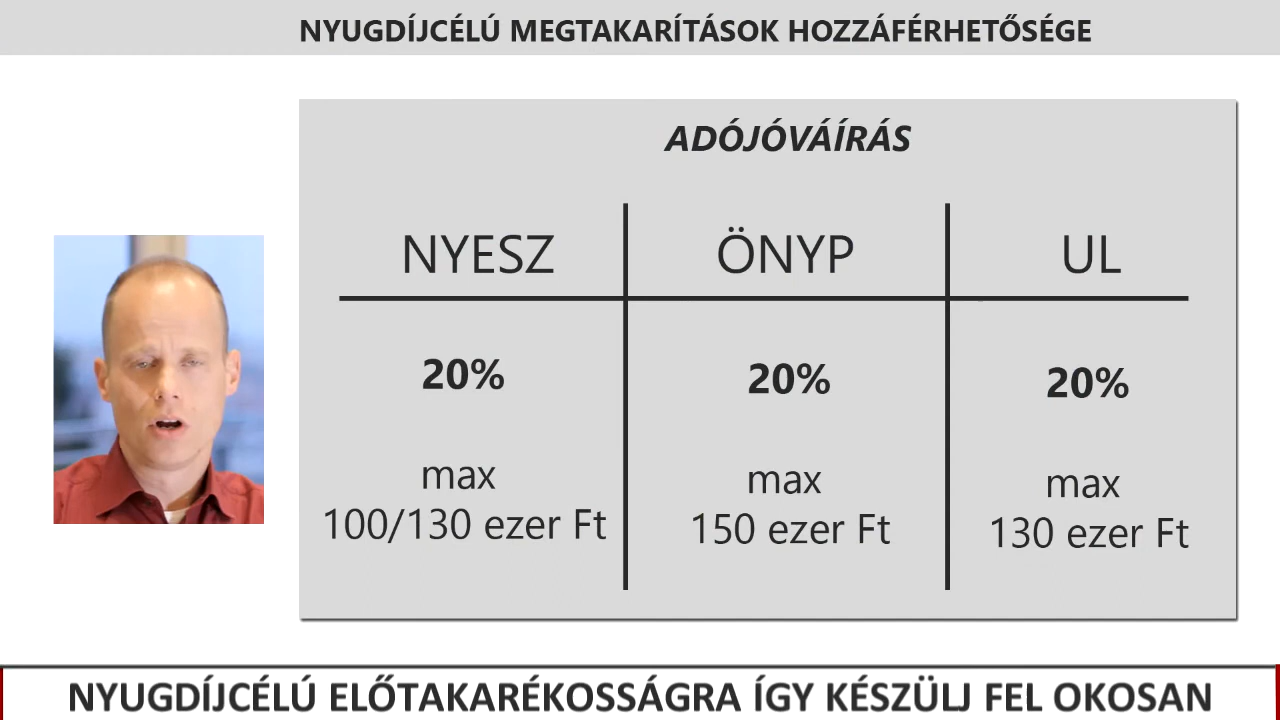 NYUGDÍJCÉLÚ MEGTAKARÍTÁSOK HOZZÁFÉRHETŐSÉGE
ADÓJÓVÁÍRÁS
NYESZ ÖNYP UL
20% 20% 20%
max max max
100/130 ezer Ft 150 ezer Ft 130 ezer Ft
NYUGDÍJCÉLÚ ELŐTAKARÉKOSSÁGRA ÍGY KÉSZÜLJ FEL OKOSAN